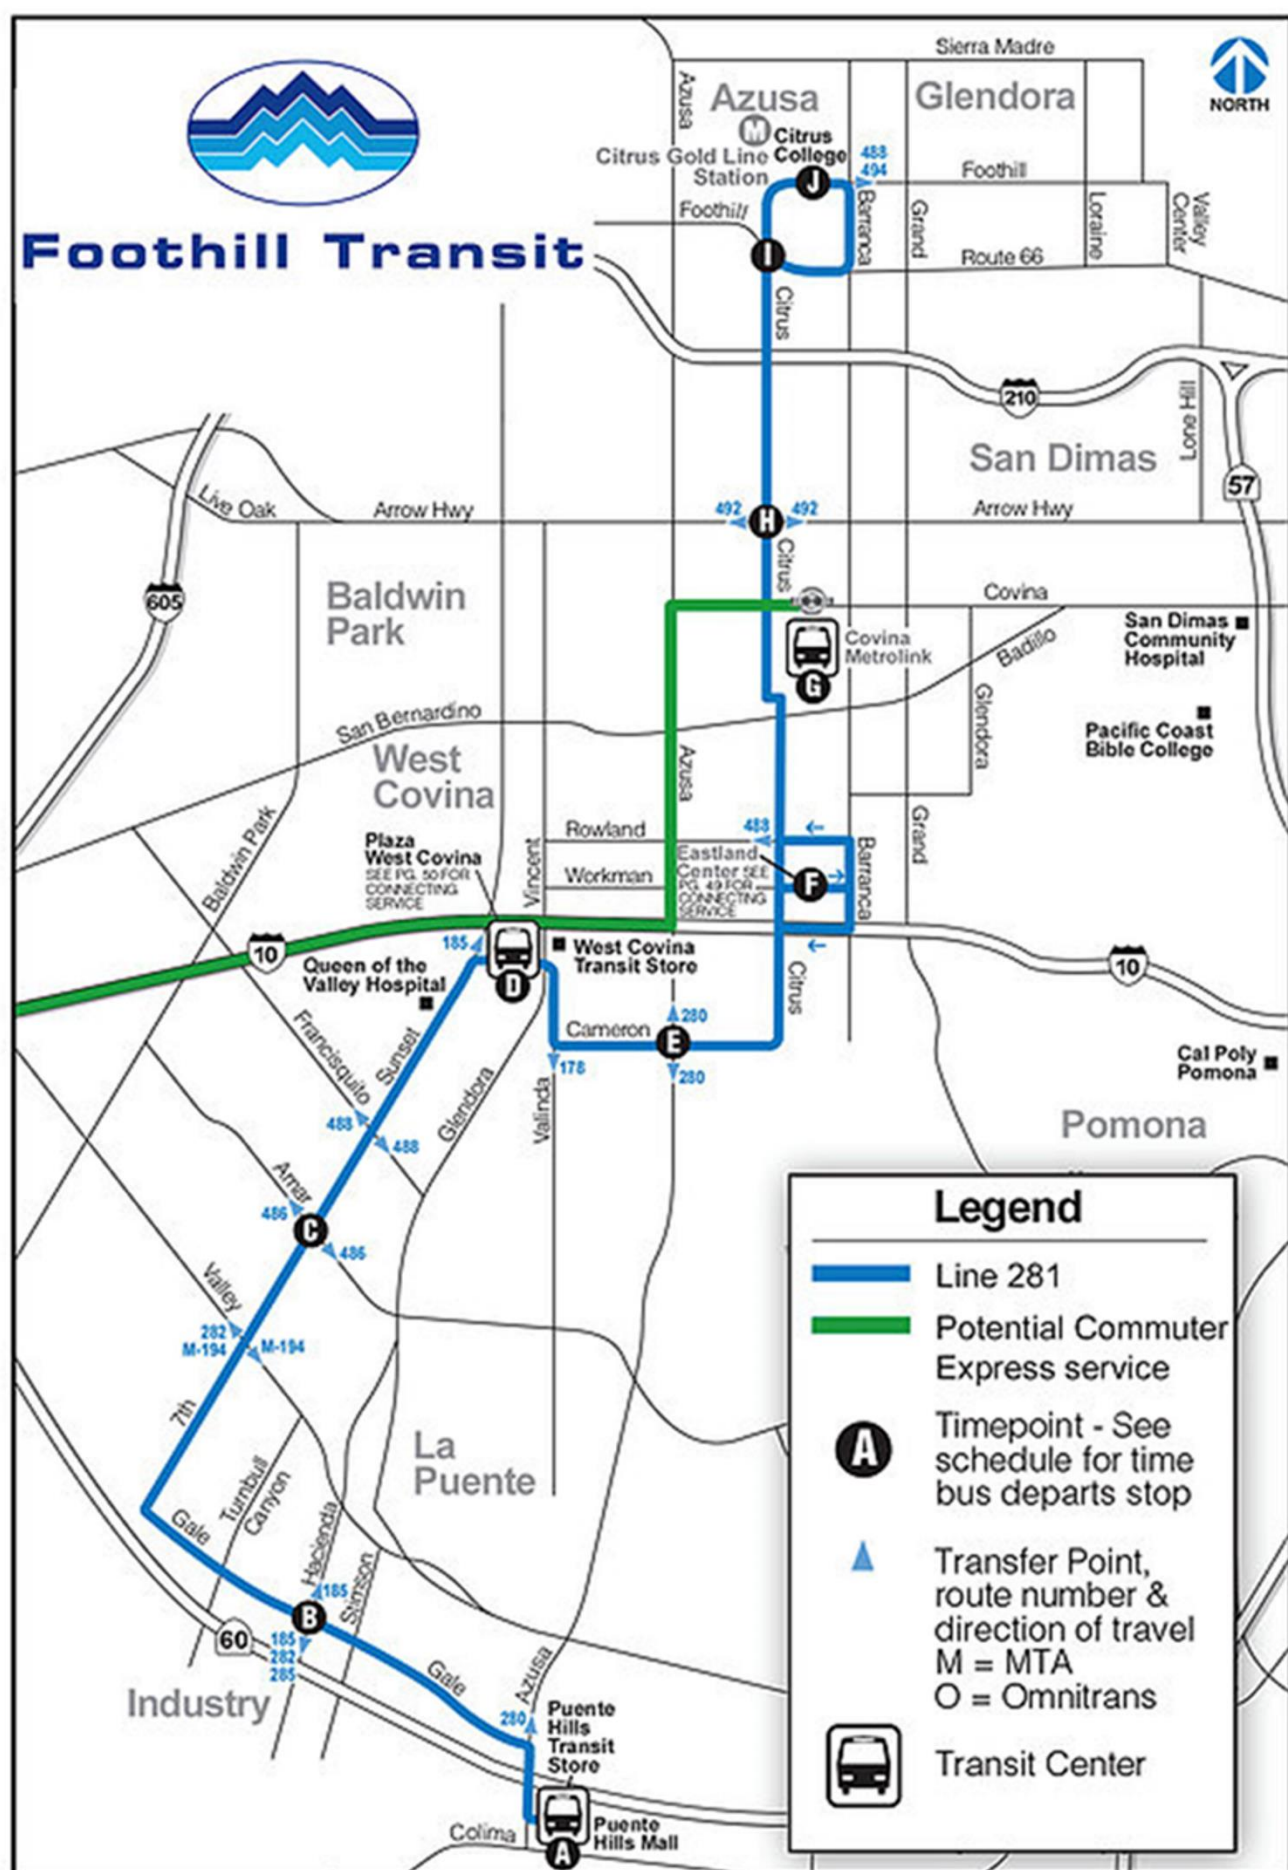 Foothill Transit
NORTH
Sierra Madre
Azusa
Azusa
Glendora
M
Citrus
College
Citrus Gold Line
Station
J
488
494
Foothill
Foothill
Barranca
Grand
Loraine
Valley
Center
I
Route 66
Citrus
210
San Dimas
Lone Hill
57
Live Oak
Arrow Hwy
492
H
492
Arrow Hwy
Citrus
605
Baldwin
Park
Covina
Covina
Metrolink
G
Badillo
San Dimas
Community
Hospital
Glendora
Pacific Coast
Bible College
San Bernardino
West
Covina
Azusa
Baldwin Park
Plaza
West Covina
SEE PG. 50 FOR
CONNECTING
SERVICE
Vincent
Rowland
Workman
488
Eastland
Center SEE
PG. 49 FOR
CONNECTING
SERVICE
F
Barranca
Grand
10
185
D
West Covina
Transit Store
10
Queen of the
Valley Hospital
Citrus
Francisquito
Sunset
Cameron
280
E
280
178
Cal Poly
Pomona
Glendora
Valinda
Pomona
488
488
Amar
486
C
486
Valley
282
M-194
M-194
7th
La
Puente
Turnbull
Canyon
Gale
Hacienda
Stimson
185
B
185
282
285
60
Industry
Gale
Azusa
280
Puente
Hills
Transit
Store
Puente
Hills Mall
Colima
A
Legend
Line 281
Potential Commuter
Express service
A
Timepoint - See
schedule for time
bus departs stop
Transfer Point,
route number &
direction of travel
M = MTA
O = Omnitrans
Transit Center